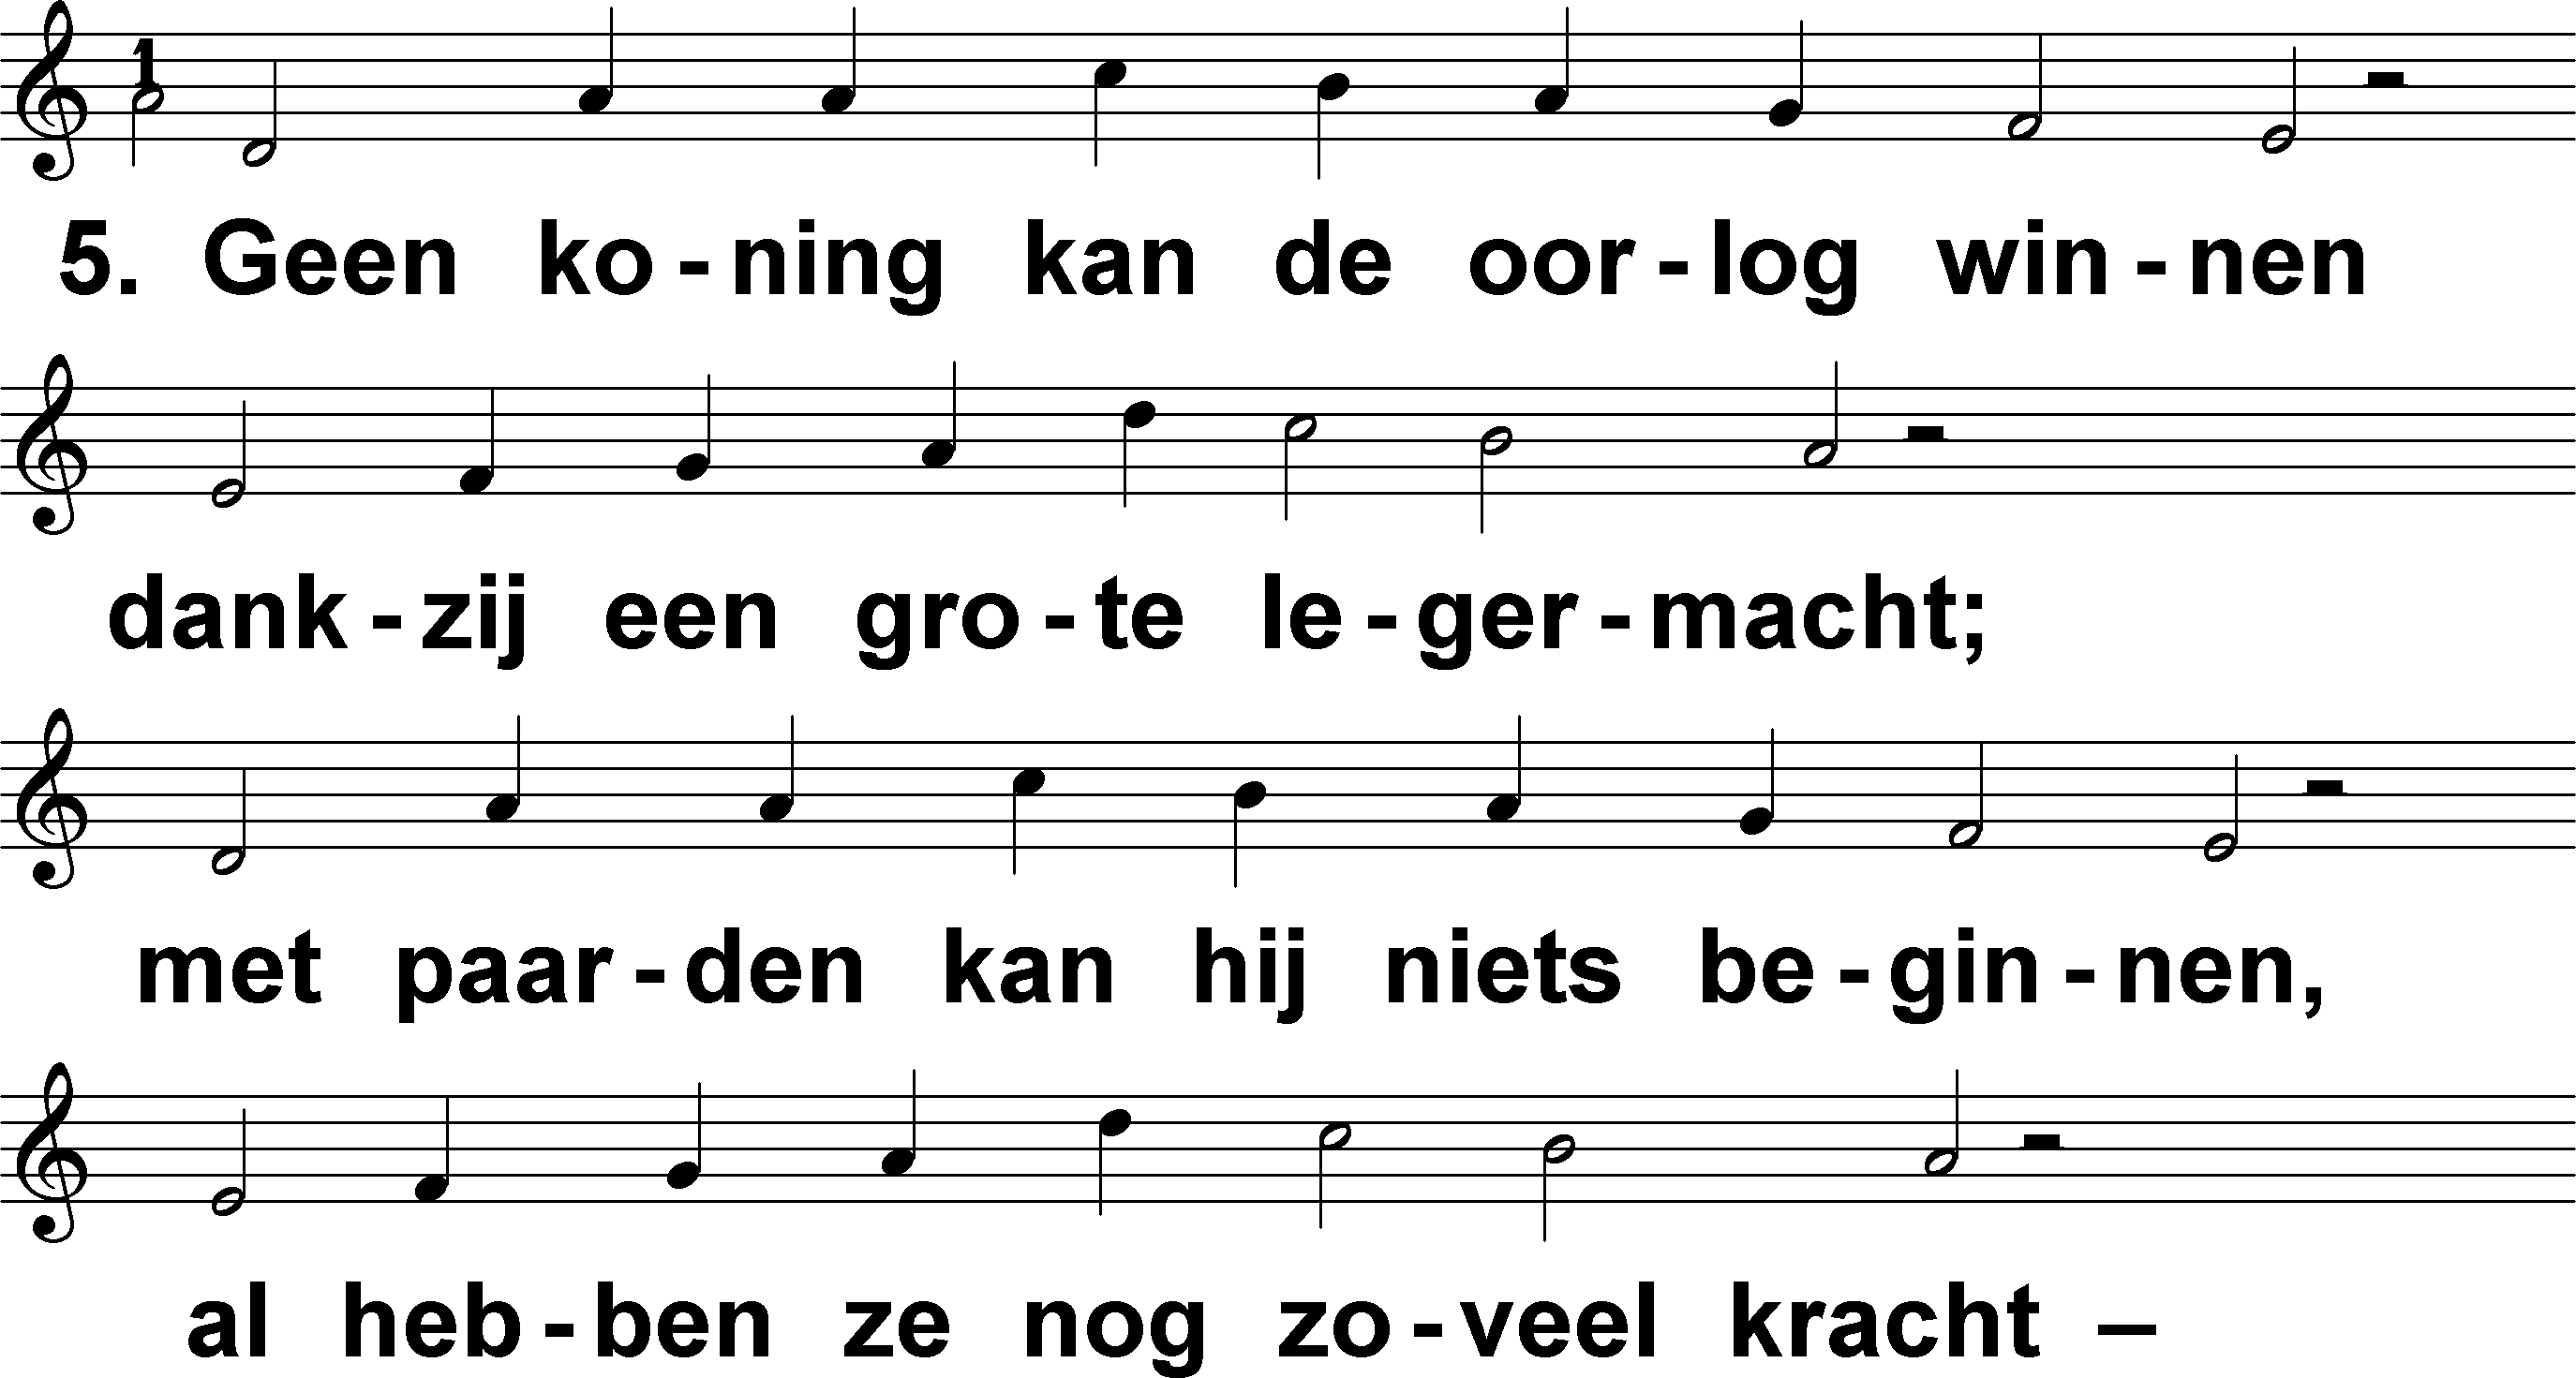 1
5. Geen ko - ning kan de oor - log win - nen
dank - zij een gro - te le - ger - macht;
met paar - den kan hij niets be - gin - nen,
al heb - ben ze nog zo - veel kracht –